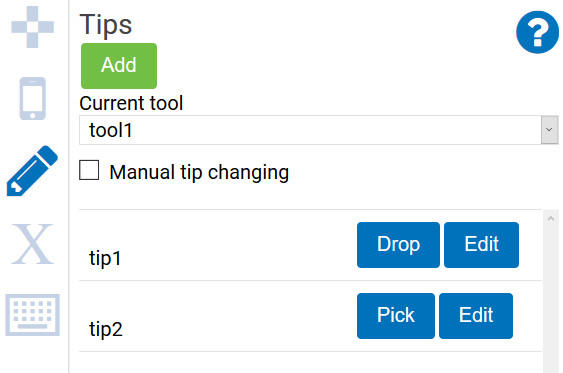 Tips
?
Add
Current tool
tool1
Manual tip changing
tip1 Drop Edit
X
tip2 Pick Edit